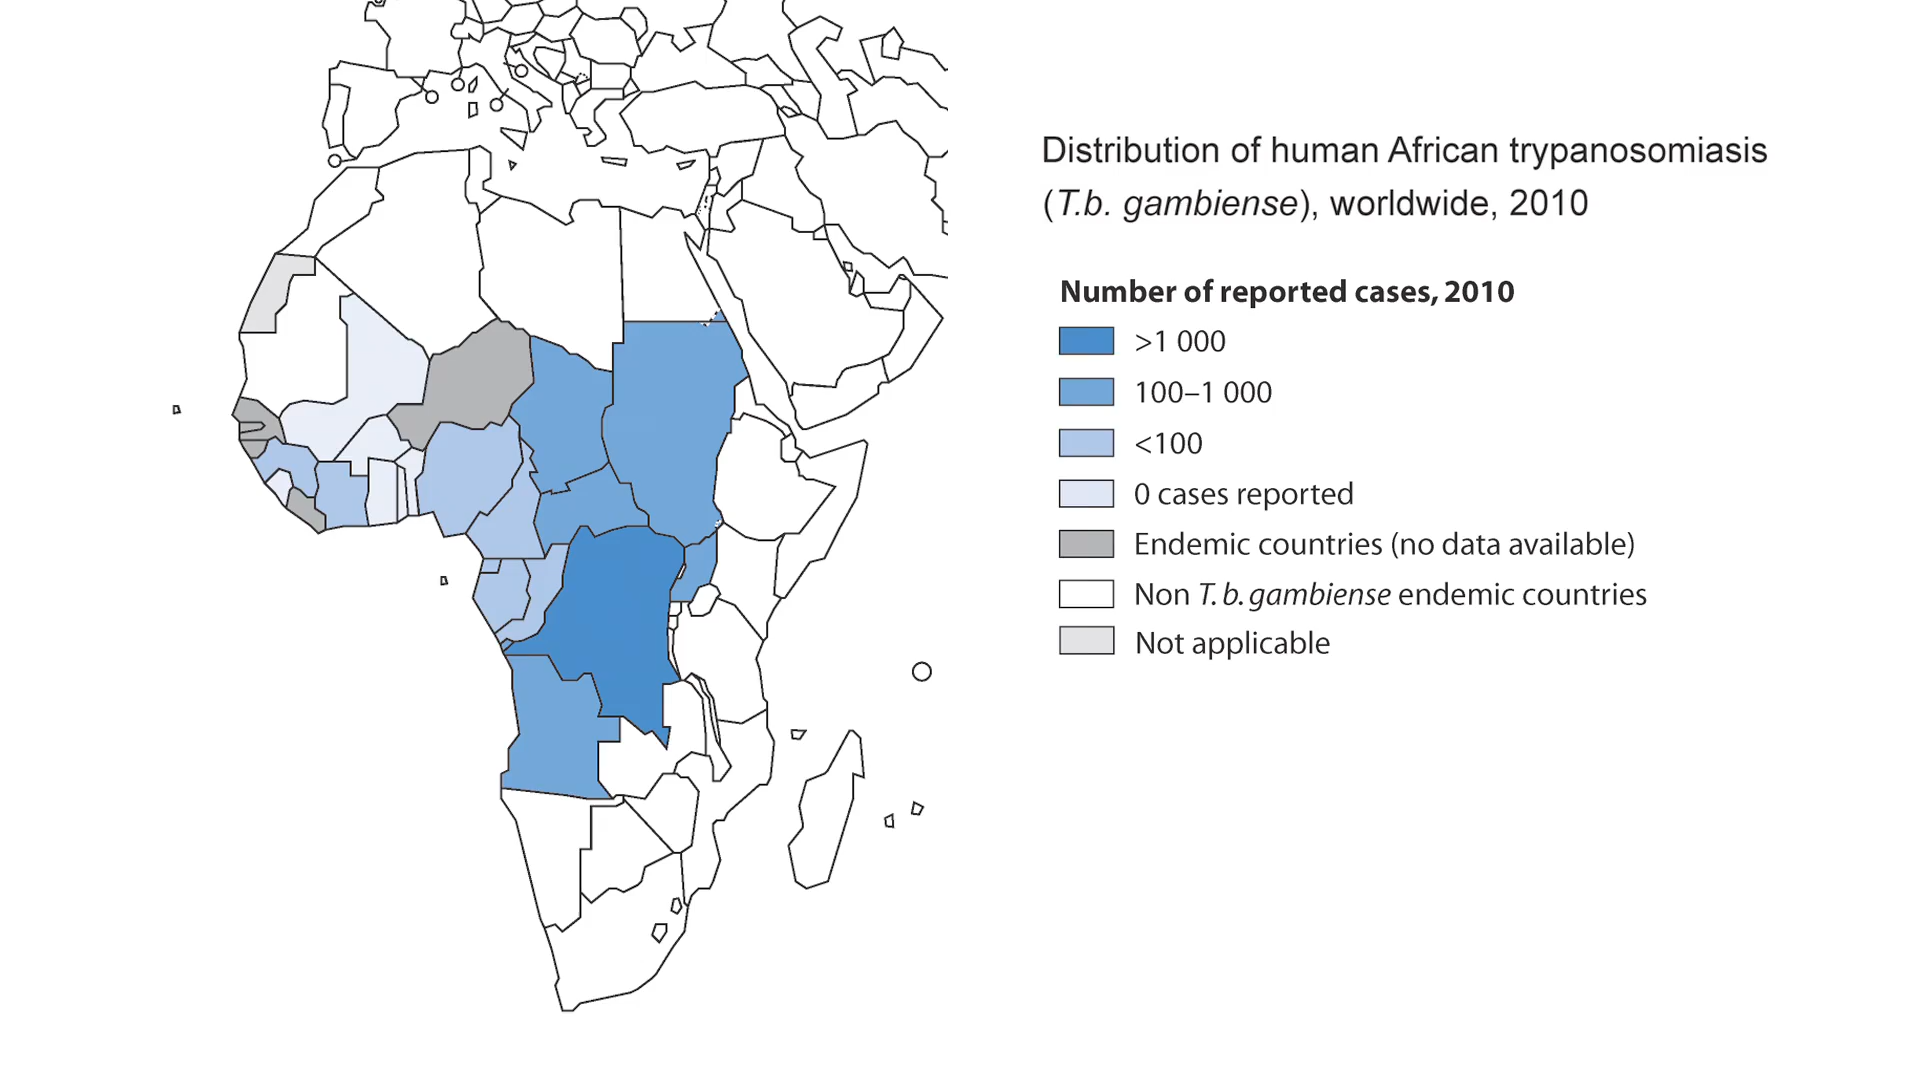 Distribution of human African trypanosomiasis
(T.b. gambiense), worldwide, 2010
Number of reported cases, 2010
>1 000
100–1 000
<100
0 cases reported
Endemic countries (no data available)
Non T. b. gambiense endemic countries
Not applicable